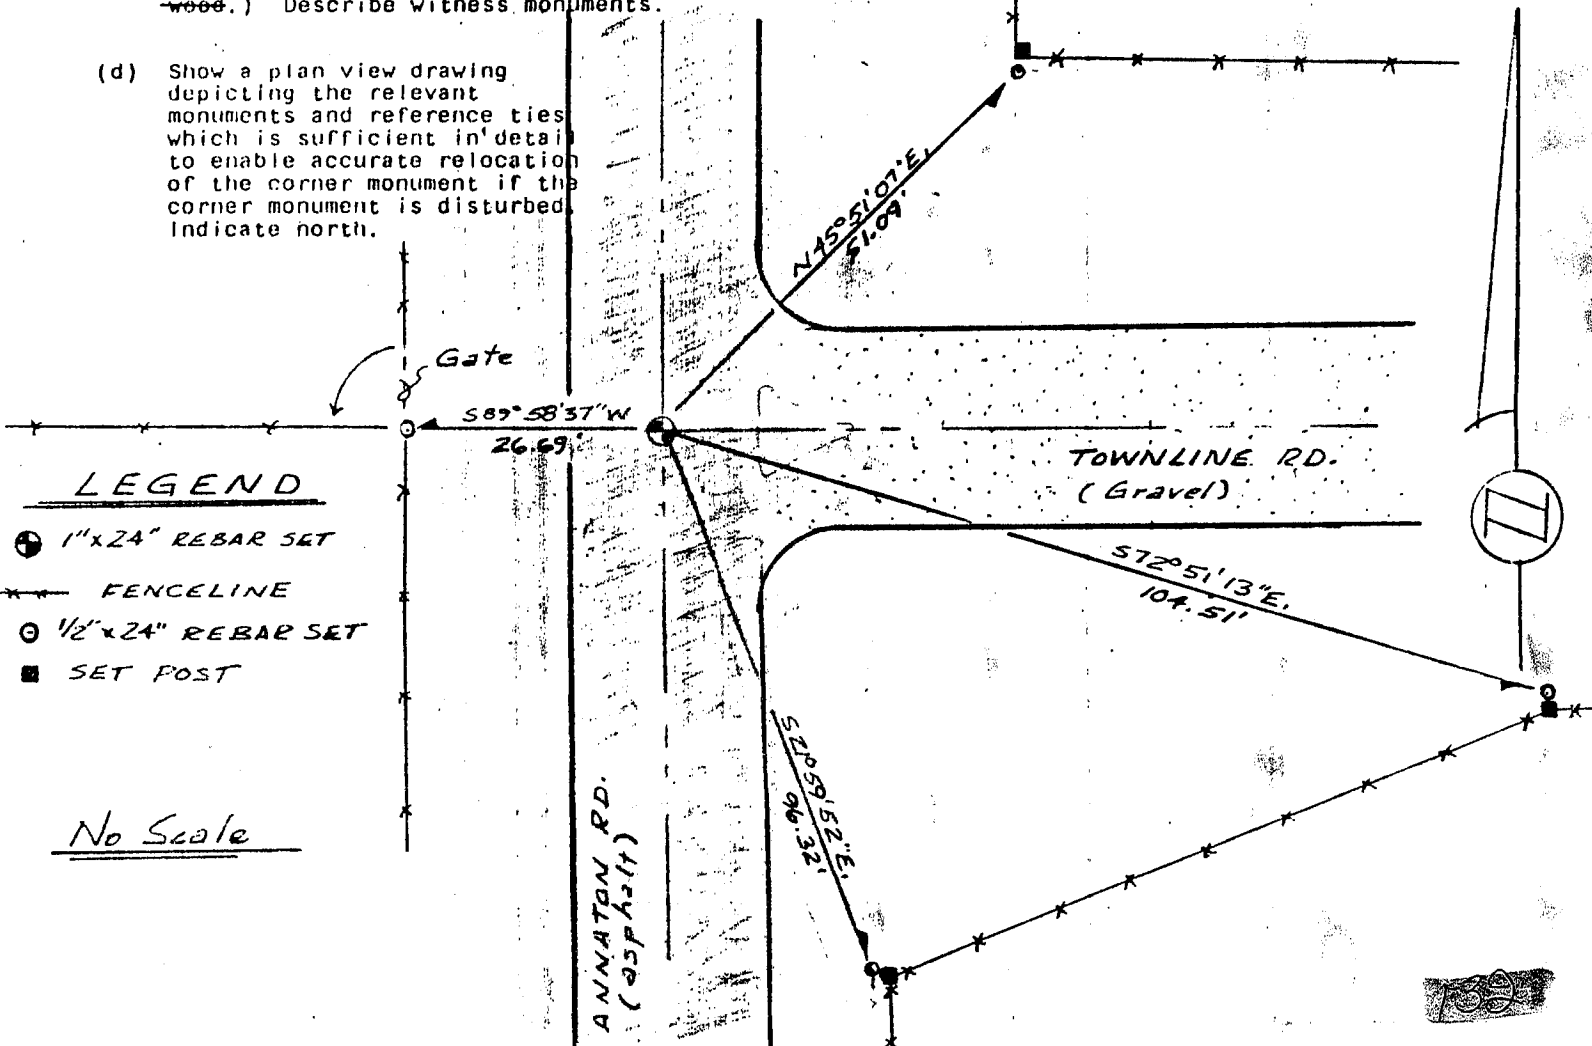 wood.) Describe witness monuments.
(d) Show a plan view drawing
depicting the relevant
monuments and reference ties
which is sufficient in detail
to enable accurate relocation
of the corner monument if the
corner monument is disturbed.
Indicate north.
N45°51'07"E.
51.09'
Gate
S89°58'37"W
26.69'
TOWNLINE RD.
(Gravel)
LEGEND
1"x24" REBAR SET
FENCELINE
1/2"x24" REBAR SET
SET POST
S72°51'13"E.
104.51'
S21°59'52"E.
96.32'
No Scale
ANNATON RD.
(asphalt)
132